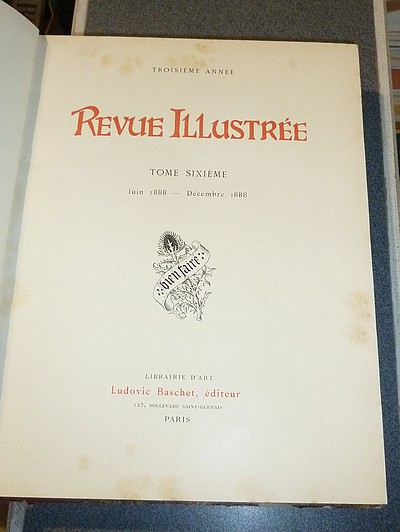 TROISIÈME ANNÉE
REVUE ILLUSTRÉE
TOME SIXIÈME
Juin 1888 — Décembre 1888
bien faire
LIBRAIRIE D'ART
Ludovic Baschet, éditeur
125, BOULEVARD SAINT-GERMAIN
PARIS